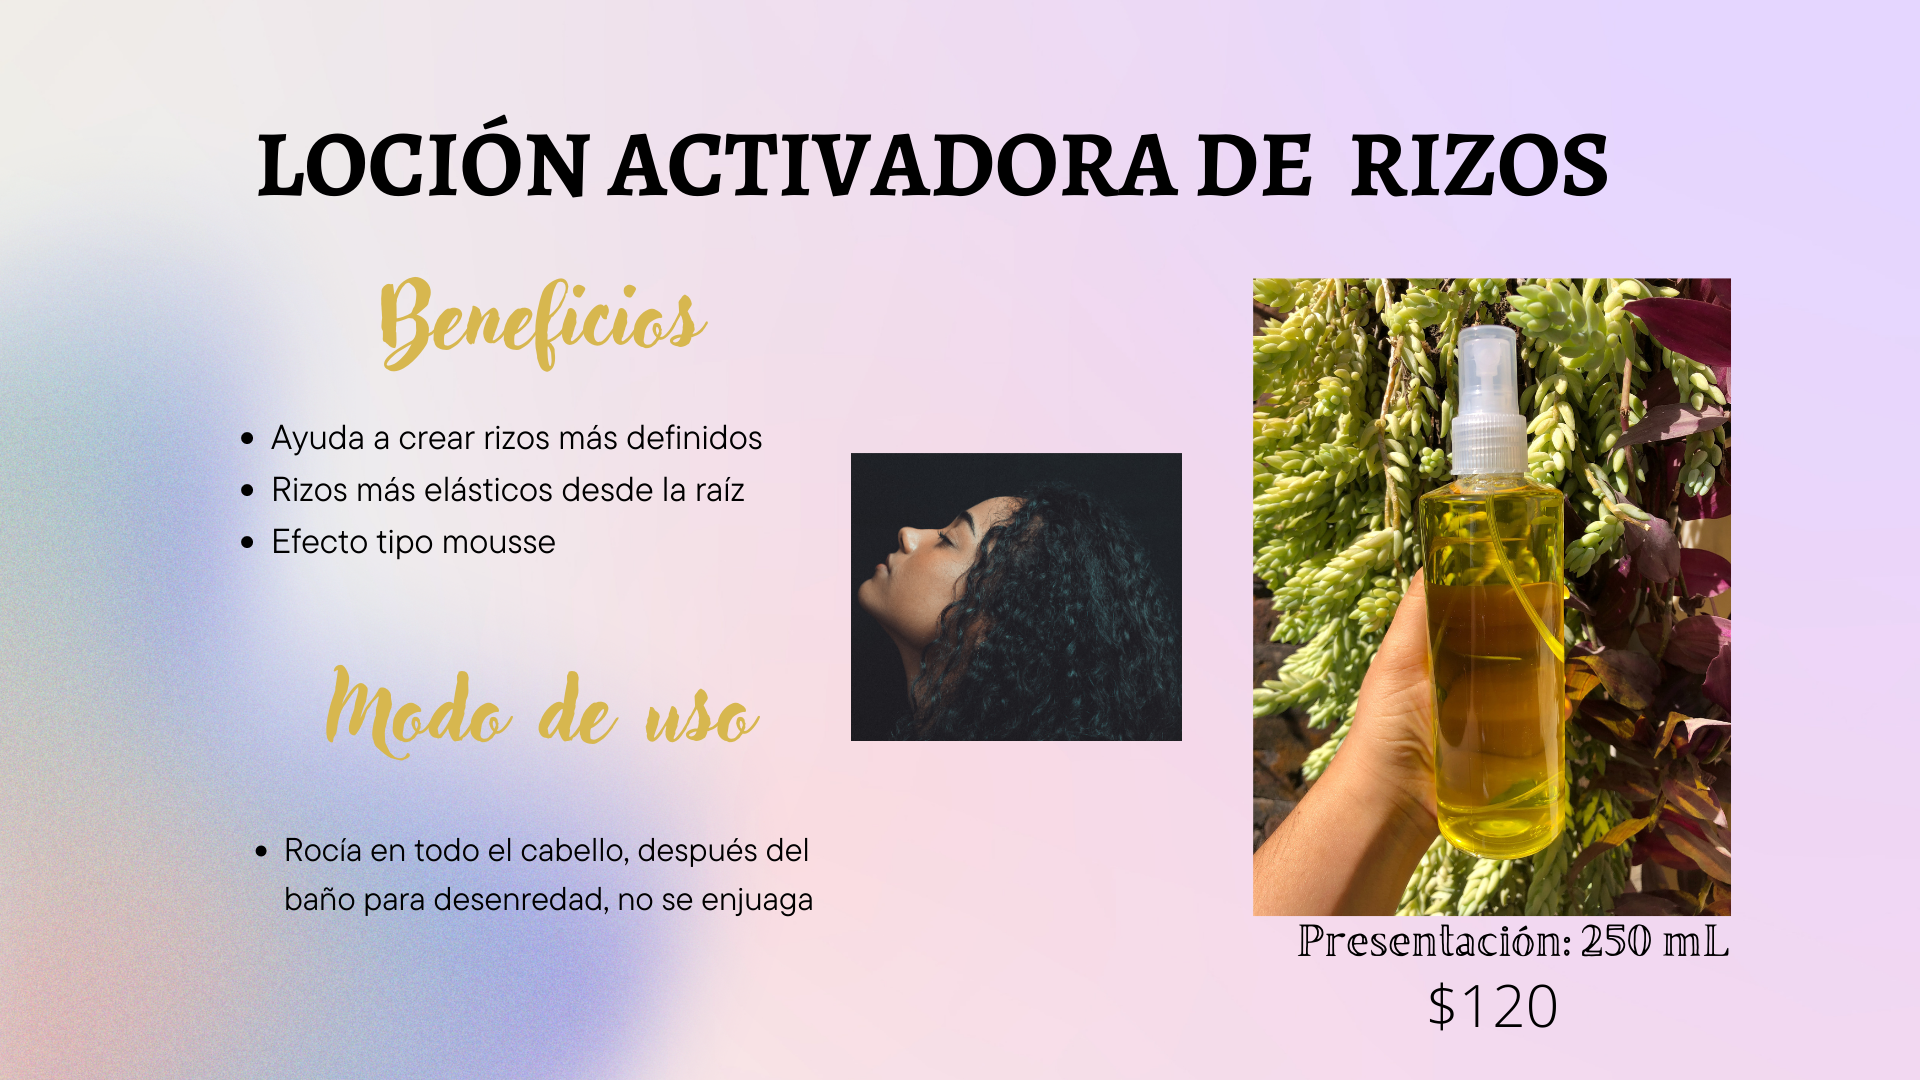 LOCIÓN ACTIVADORA DE RIZOS
Beneficios
• Ayuda a crear rizos más definidos
• Rizos más elásticos desde la raíz
• Efecto tipo mousse
Modo de uso
• Rocía en todo el cabello, después del
baño para desenredad, no se enjuaga
Presentación: 250 mL
$120